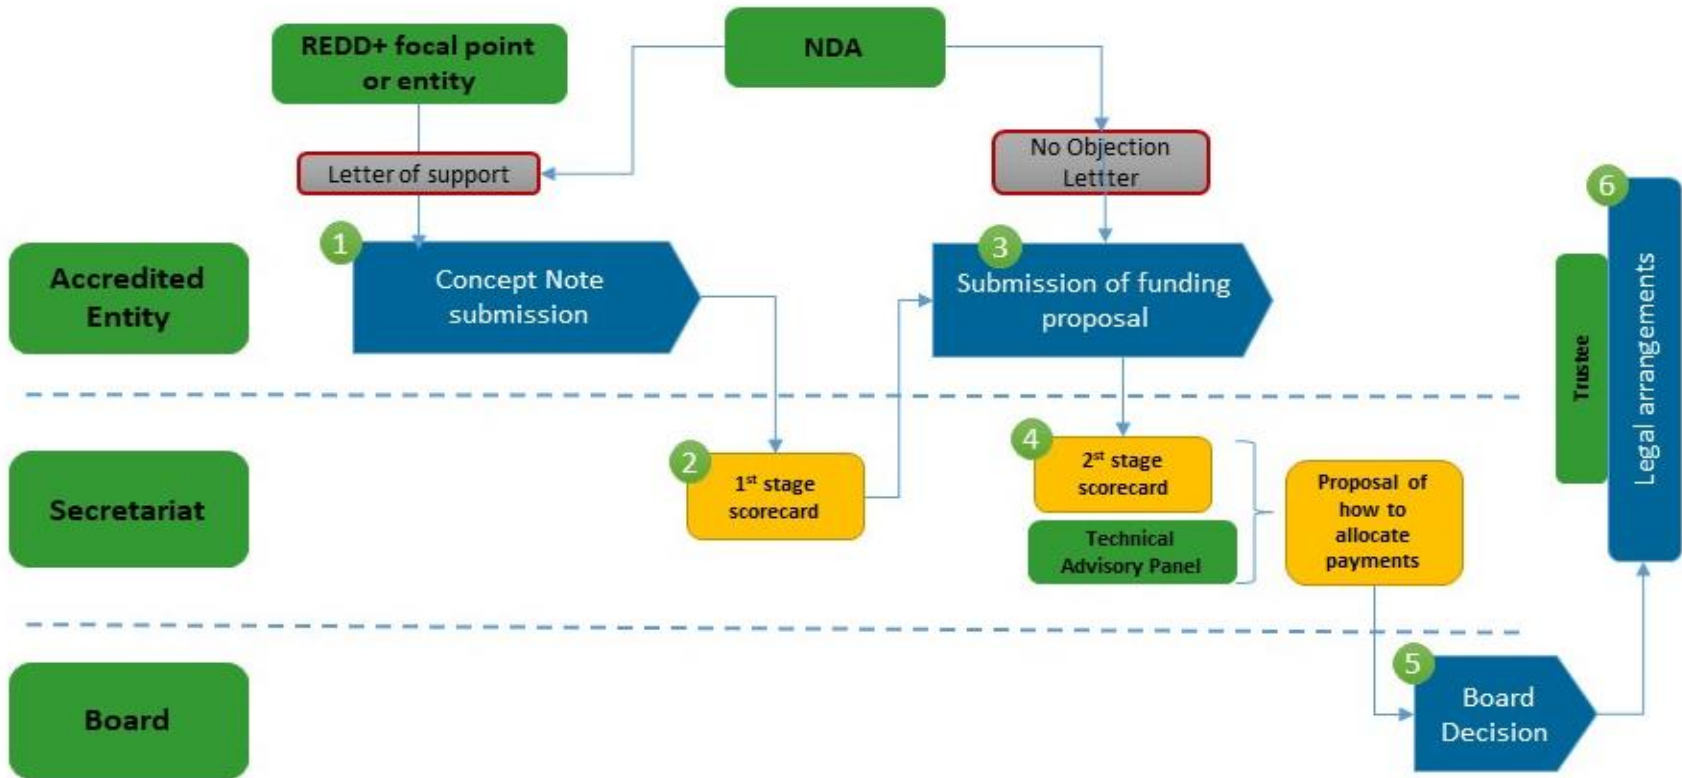 REDD+ focal point
or entity
NDA
Letter of support
No Objection
Lettter
6
1
Concept Note
submission
3
Submission of funding
proposal
Accredited
Entity
Trustee
Legal arrangements
2
1st stage
scorecard
4
2st stage
scorecard
Technical
Advisory Panel
Proposal of
how to
allocate
payments
Secretariat
5
Board
Decision
Board